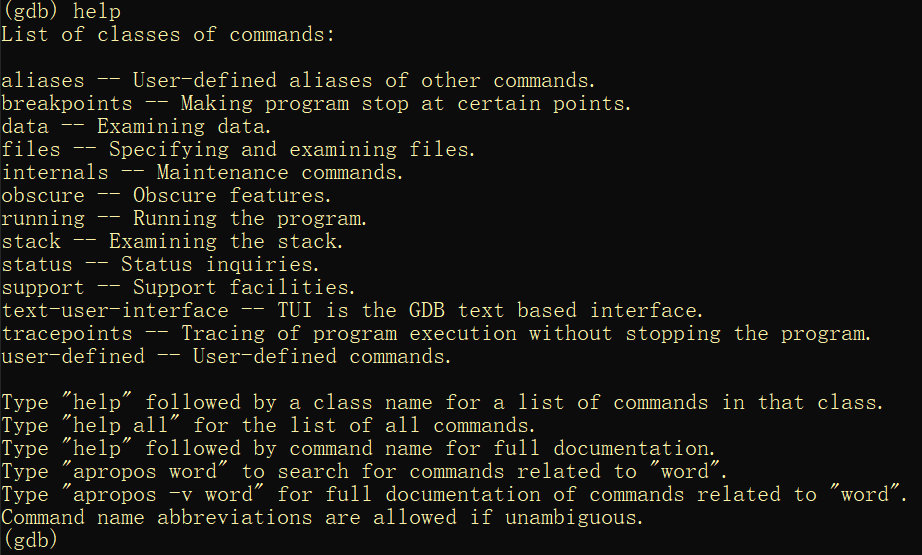 (gdb) help
List of classes of commands:

aliases -- User-defined aliases of other commands.
breakpoints -- Making program stop at certain points.
data -- Examining data.
files -- Specifying and examining files.
internals -- Maintenance commands.
obscure -- Obscure features.
running -- Running the program.
stack -- Examining the stack.
status -- Status inquiries.
support -- Support facilities.
text-user-interface -- TUI is the GDB text based interface.
tracepoints -- Tracing of program execution without stopping the program.
user-defined -- User-defined commands.

Type "help" followed by a class name for a list of commands in that class.
Type "help all" for the list of all commands.
Type "help" followed by command name for full documentation.
Type "apropos word" to search for commands related to "word".
Type "apropos -v word" for full documentation of commands related to "word".
Command name abbreviations are allowed if unambiguous.
(gdb)